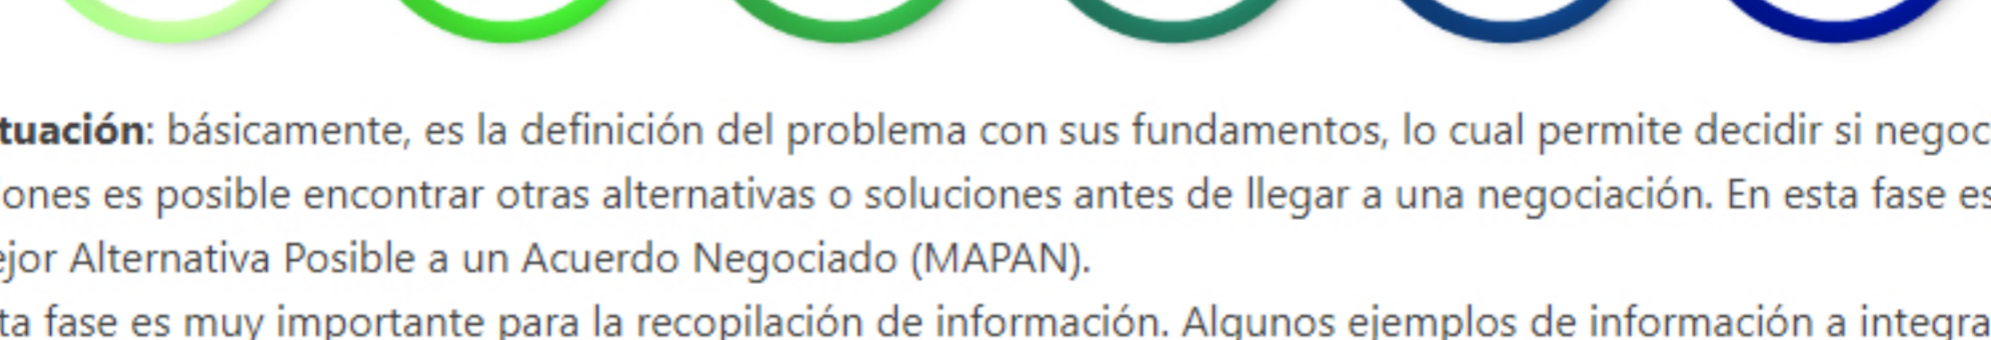 tuación: básicamente, es la definición del problema con sus fundamentos, lo cual permite decidir si negoc
iones es posible encontrar otras alternativas o soluciones antes de llegar a una negociación. En esta fase es
ejor Alternativa Posible a un Acuerdo Negociado (MAPAN).
ta fase es muy importante para la recopilación de información. Algunos ejemplos de información a integra